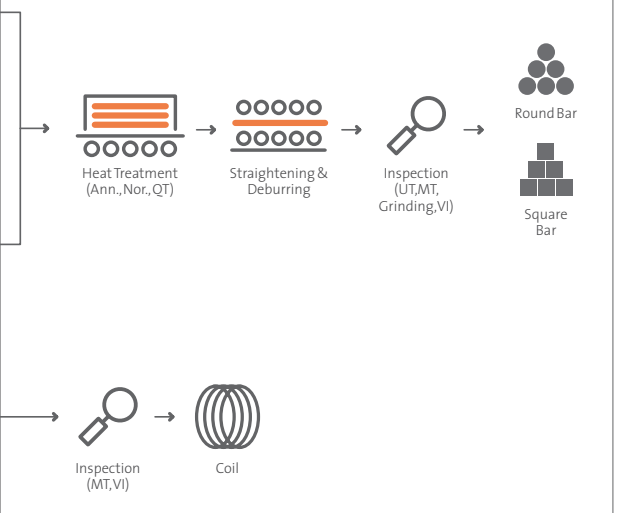 Round Bar
Heat Treatment
(Ann., Nor., QT)
Straightening &
Deburring
Inspection
(UT,MT,
Grinding,VI)
Square
Bar
Inspection
(MT,VI)
Coil